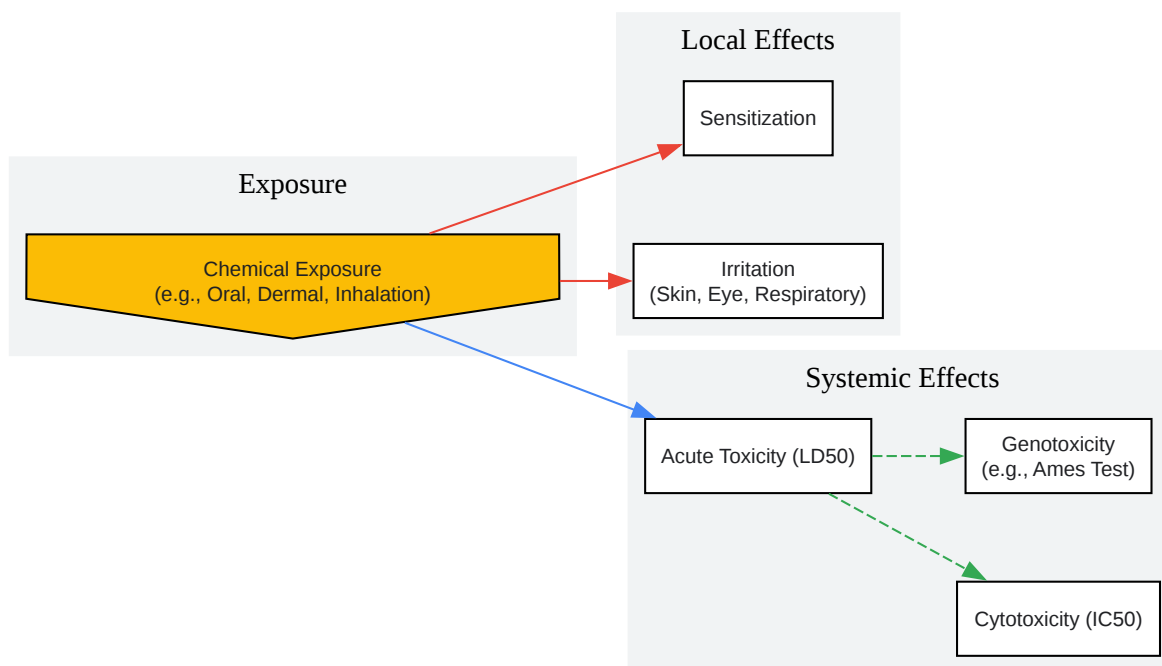 Local Effects
Sensitization
Exposure
Chemical Exposure
(e.g., Oral, Dermal, Inhalation)
Irritation
(Skin, Eye, Respiratory)
Systemic Effects
Acute Toxicity (LD50)
Genotoxicity
(e.g., Ames Test)
Cytotoxicity (IC50)